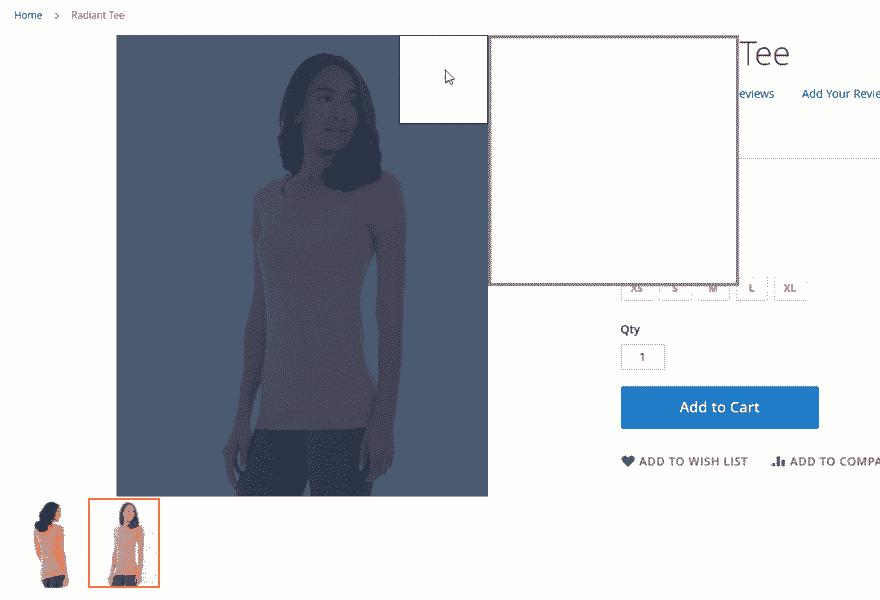 Home > Radiant Tee
Tee
eviews Add Your Revie
XS S M L XL
Qty
1
Add to Cart
ADD TO WISH LIST ADD TO COMPA